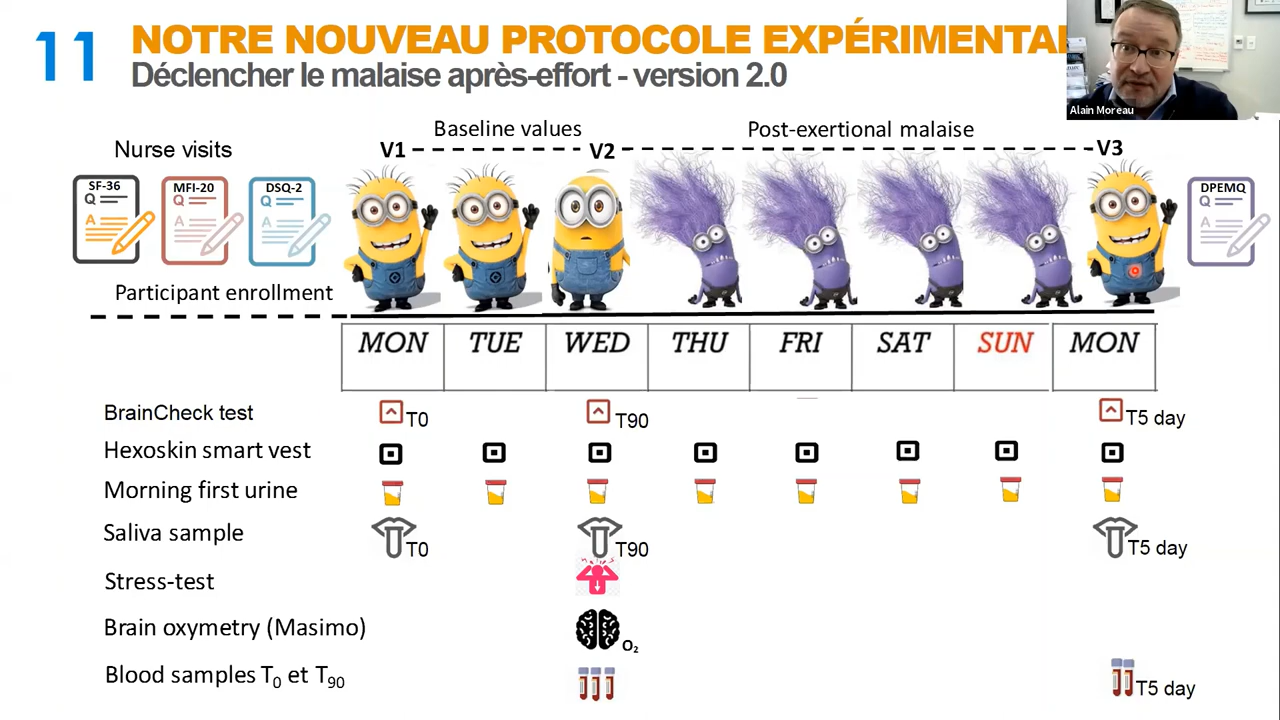 11 NOTRE NOUVEAU PROTOCOLE EXPÉRIMENTAL
Déclencher le malaise après-effort - version 2.0
Alain Moreau
Baseline values
Post-exertional malaise
Nurse visits
V1
V2
V3
SF-36
Q
A
MFI-20
Q
A
DSQ-2
Q
A
DPEMQ
Q
A
Participant enrollment
MON TUE WED THU FRI SAT SUN MON
BrainCheck test T0 T90 T5 day
Hexoskin smart vest
Morning first urine
Saliva sample T0 T90 T5 day
Stress-test
Brain oxymetry (Masimo) O₂
Blood samples T₀ et T₉₀ T5 day